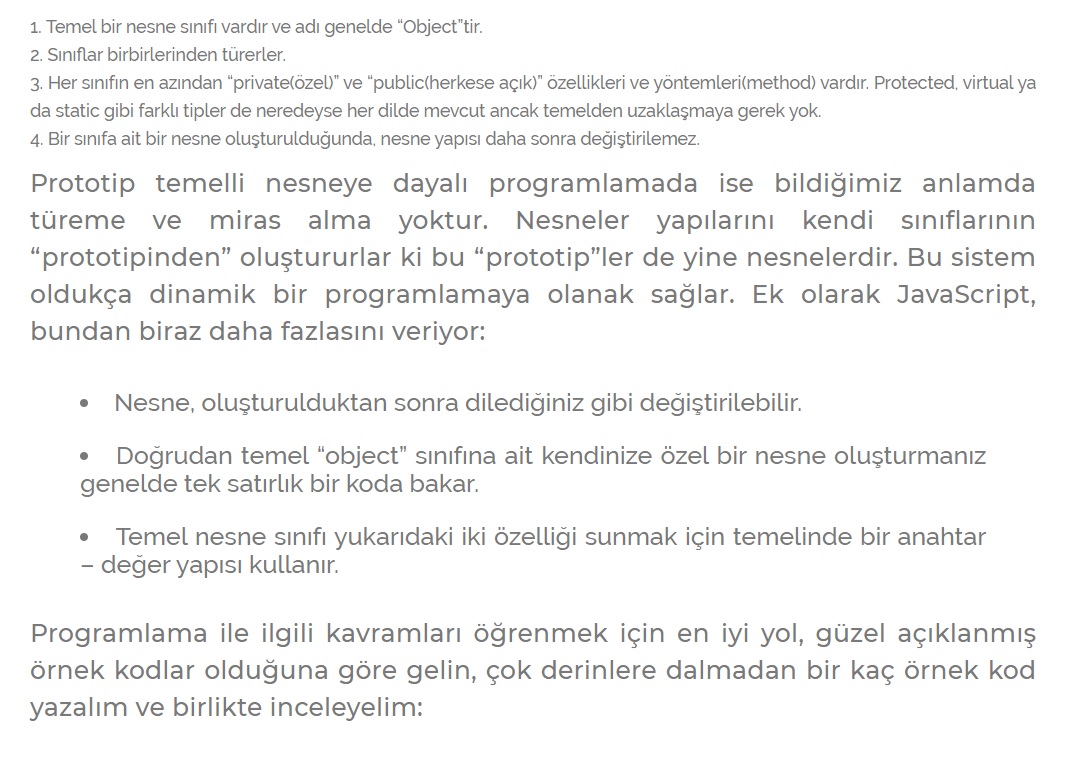 1. Temel bir nesne sınıfı vardır ve adı genelde “Object”tir.
2. Sınıflar birbirlerinden türerler.
3. Her sınıfın en azından “private(özel)” ve “public(herkese açık)” özellikleri ve yöntemleri(method) vardır. Protected, virtual ya
da static gibi farklı tipler de neredeyse her dilde mevcut ancak temelden uzaklaşmaya gerek yok.
4. Bir sınıfa ait bir nesne oluşturulduğunda, nesne yapısı daha sonra değiştirilemez.
Prototip temelli nesneye dayalı programlamada ise bildiğimiz anlamda
türeme ve miras alma yoktur. Nesneler yapılarını kendi sınıflarının
“prototipinden” oluştururlar ki bu “prototip”ler de yine nesnelerdir. Bu sistem
oldukça dinamik bir programlamaya olanak sağlar. Ek olarak JavaScript,
bundan biraz daha fazlasını veriyor:
• Nesne, oluşturulduktan sonra dilediğiniz gibi değiştirilebilir.
• Doğrudan temel “object” sınıfına ait kendinize özel bir nesne oluşturmanız
genelde tek satırlık bir koda bakar.
• Temel nesne sınıfı yukarıdaki iki özelliği sunmak için temelinde bir anahtar
– değer yapısı kullanır.
Programlama ile ilgili kavramları öğrenmek için en iyi yol, güzel açıklanmış
örnek kodlar olduğuna göre gelin, çok derinlere dalmadan bir kaç örnek kod
yazalım ve birlikte inceleyelim: